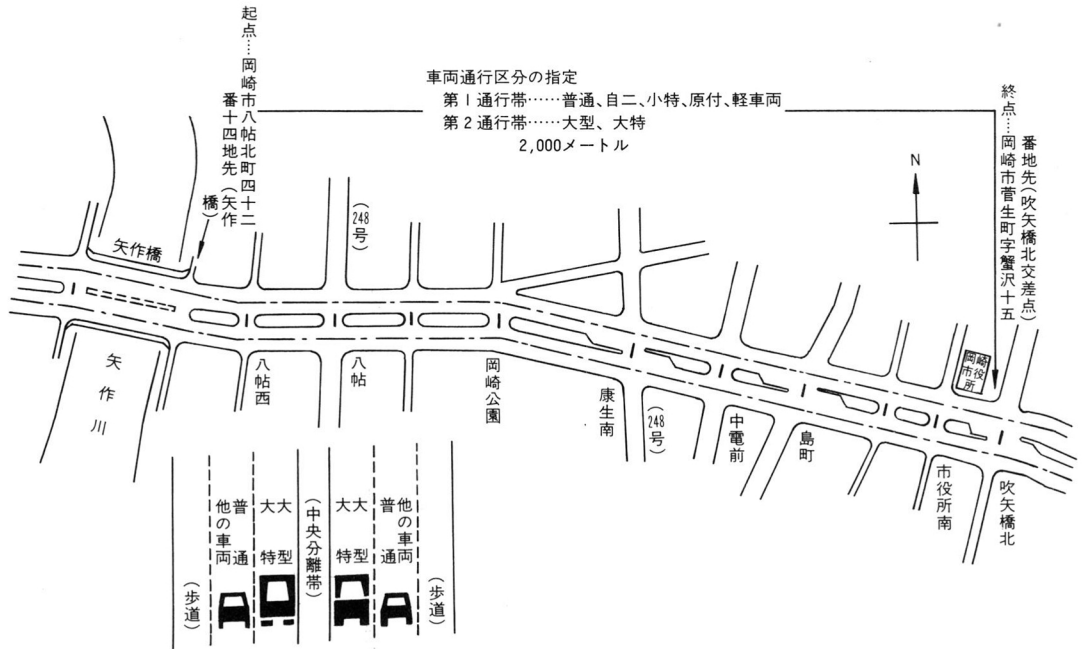 起点……岡崎市八帖北町四十二
番十四地先（矢作
橋）
車両通行区分の指定
第1通行帯……普通、自二、小特、原付、軽車両
第2通行帯……大型、大特
2,000メートル
終点……岡崎市菅生町字蟹沢十五
番地先（吹矢橋北交差点）
N
矢作橋
（248号）
岡崎
市役所
矢作川
八帖西
八帖
岡崎公園
康生南
（248号）
中電前
島町
市役所南
吹矢橋北
（歩道）
普通
他の車両
大型
大特
（中央分離帯）
大型
大特
普通
他の車両
（歩道）